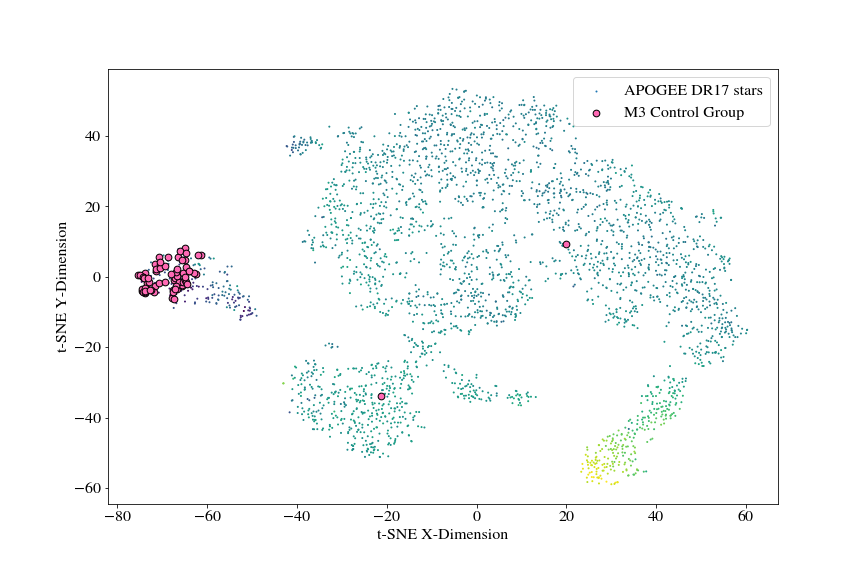 APOGEE DR17 stars
M3 Control Group
40
20
0
−20
−40
−60
t-SNE Y-Dimension
−80 −60 −40 −20 0 20 40 60
t-SNE X-Dimension